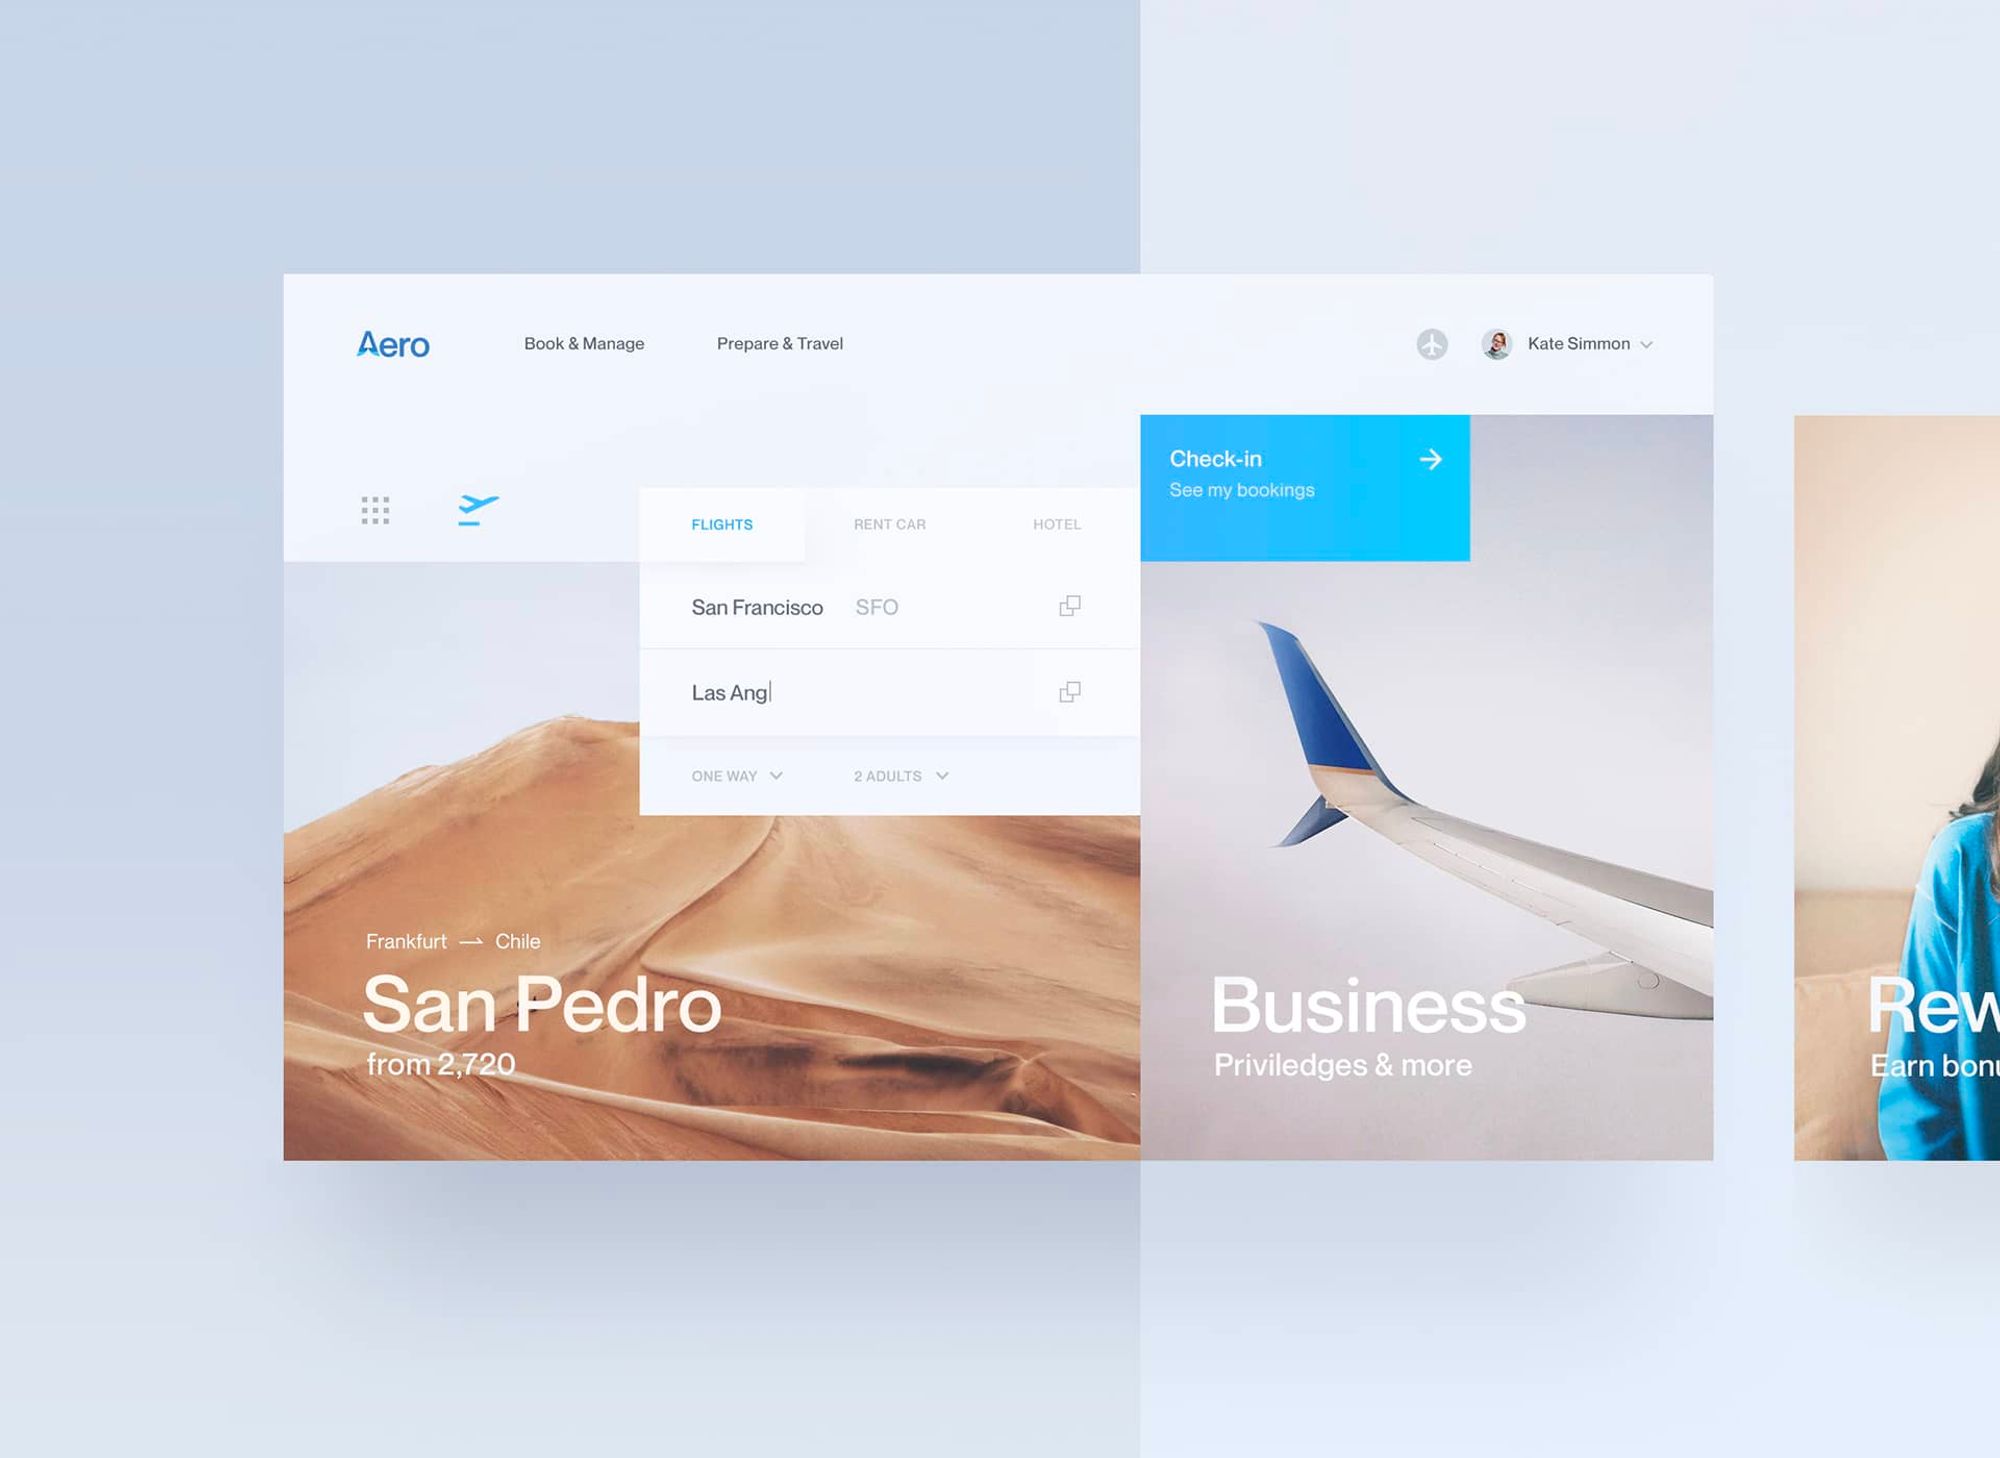 Aero
Book & Manage
Prepare & Travel
Kate Simmon
Check-in
See my bookings
FLIGHTS
RENT CAR
HOTEL
San Francisco SFO
Las Ang
ONE WAY
2 ADULTS
Frankfurt → Chile
San Pedro
from 2,720
Business
Priviledges & more
Rew
Earn bonu